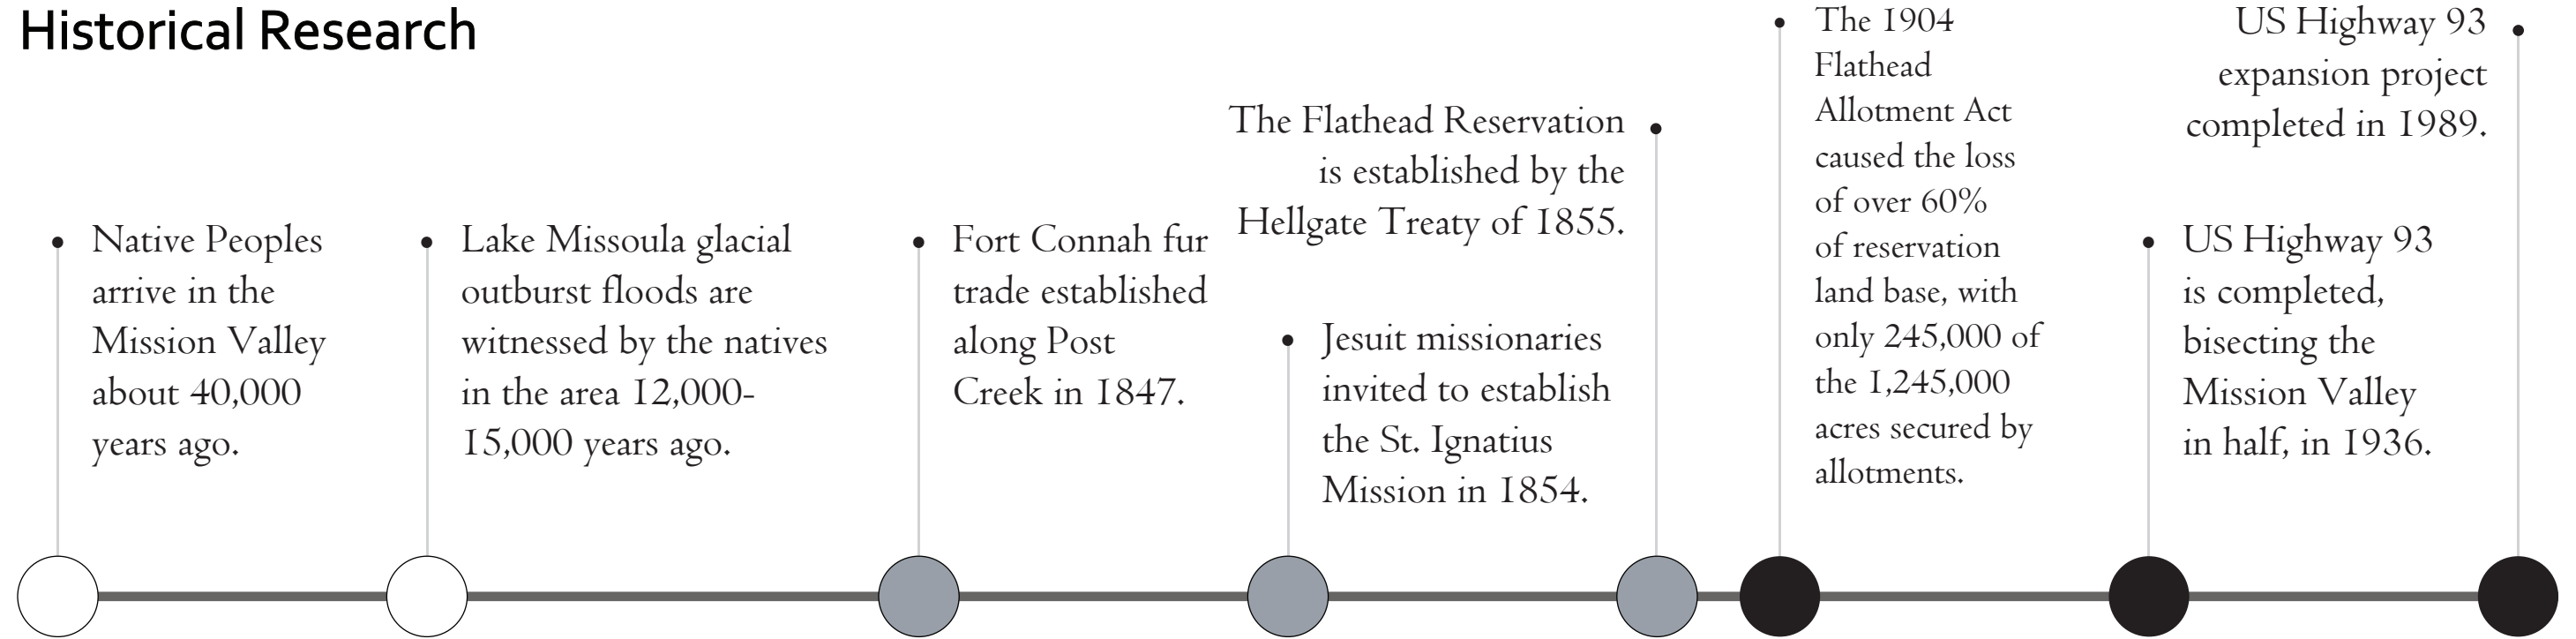 Historical Research
Native Peoples
arrive in the
Mission Valley
about 40,000
years ago.
Lake Missoula glacial
outburst floods are
witnessed by the natives
in the area 12,000-
15,000 years ago.
Fort Connah fur
trade established
along Post
Creek in 1847.
Jesuit missionaries
invited to establish
the St. Ignatius
Mission in 1854.
The Flathead Reservation
is established by the
Hellgate Treaty of 1855.
The 1904
Flathead
Allotment Act
caused the loss
of over 60%
of reservation
land base, with
only 245,000 of
the 1,245,000
acres secured by
allotments.
US Highway 93
is completed,
bisecting the
Mission Valley
in half, in 1936.
US Highway 93
expansion project
completed in 1989.